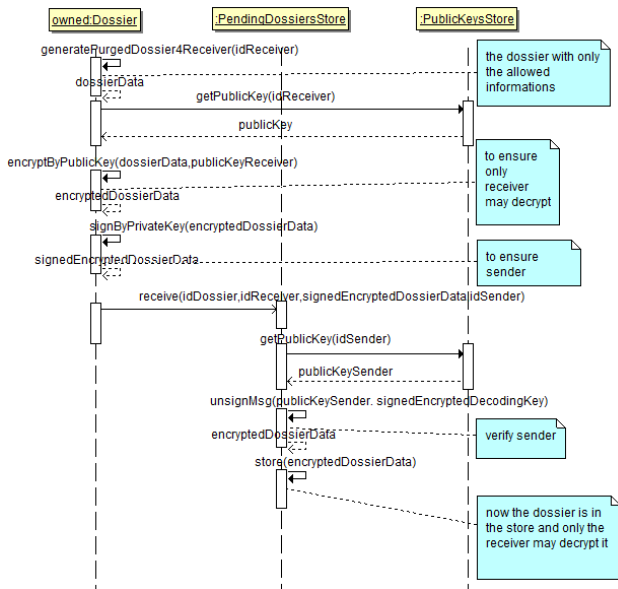 owned:Dossier
:PendingDossiersStore
:PublicKeysStore
generatePurgedDossier4Receiver(idReceiver)
the dossier with only
the allowed
informations
dossierData
getPublicKey(idReceiver)
publicKey
to ensure
only
receiver
may decrypt
encryptByPublicKey(dossierData,publicKeyReceiver)
encryptedDossierData
signByPrivateKey(encryptedDossierData)
to ensure
sender
signedEncryptedDossierData
receive(idDossier,idReceiver,signedEncryptedDossierData,idSender)
getPublicKey(idSender)
publicKeySender
unsignMsg(publicKeySender. signedEncryptedDecodingKey)
encryptedDossierData
verify sender
store(encryptedDossierData)
now the dossier is in
the store and only the
receiver may decrypt it